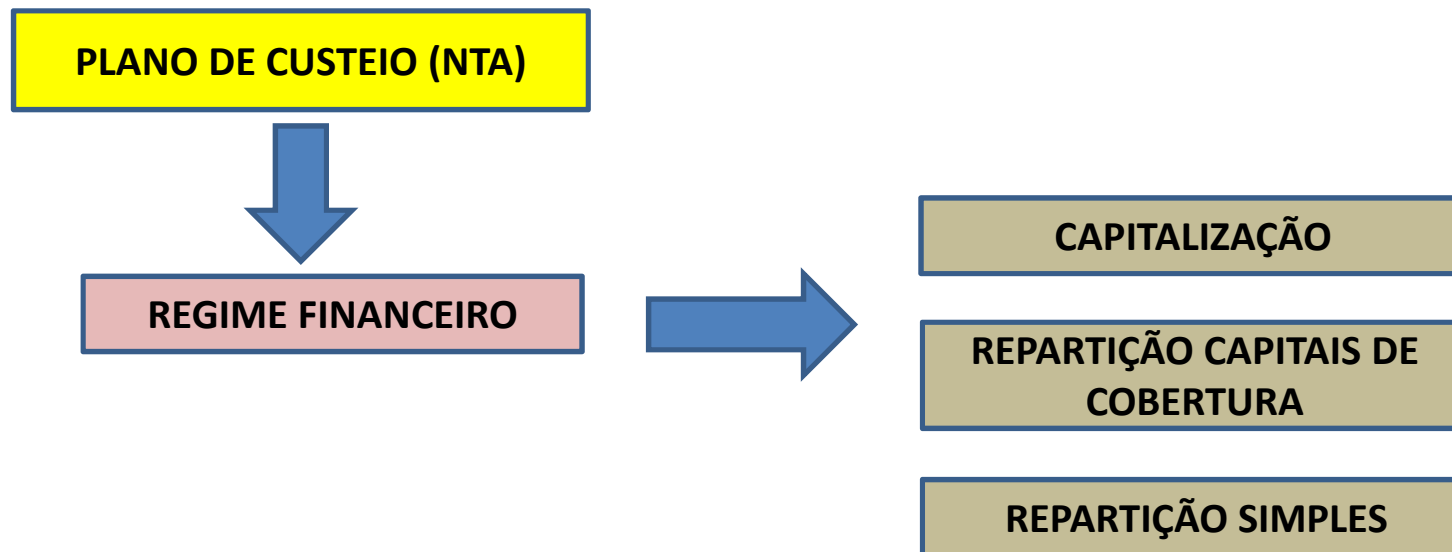 PLANO DE CUSTEIO (NTA)
REGIME FINANCEIRO
CAPITALIZAÇÃO
REPARTIÇÃO CAPITAIS DE
COBERTURA
REPARTIÇÃO SIMPLES